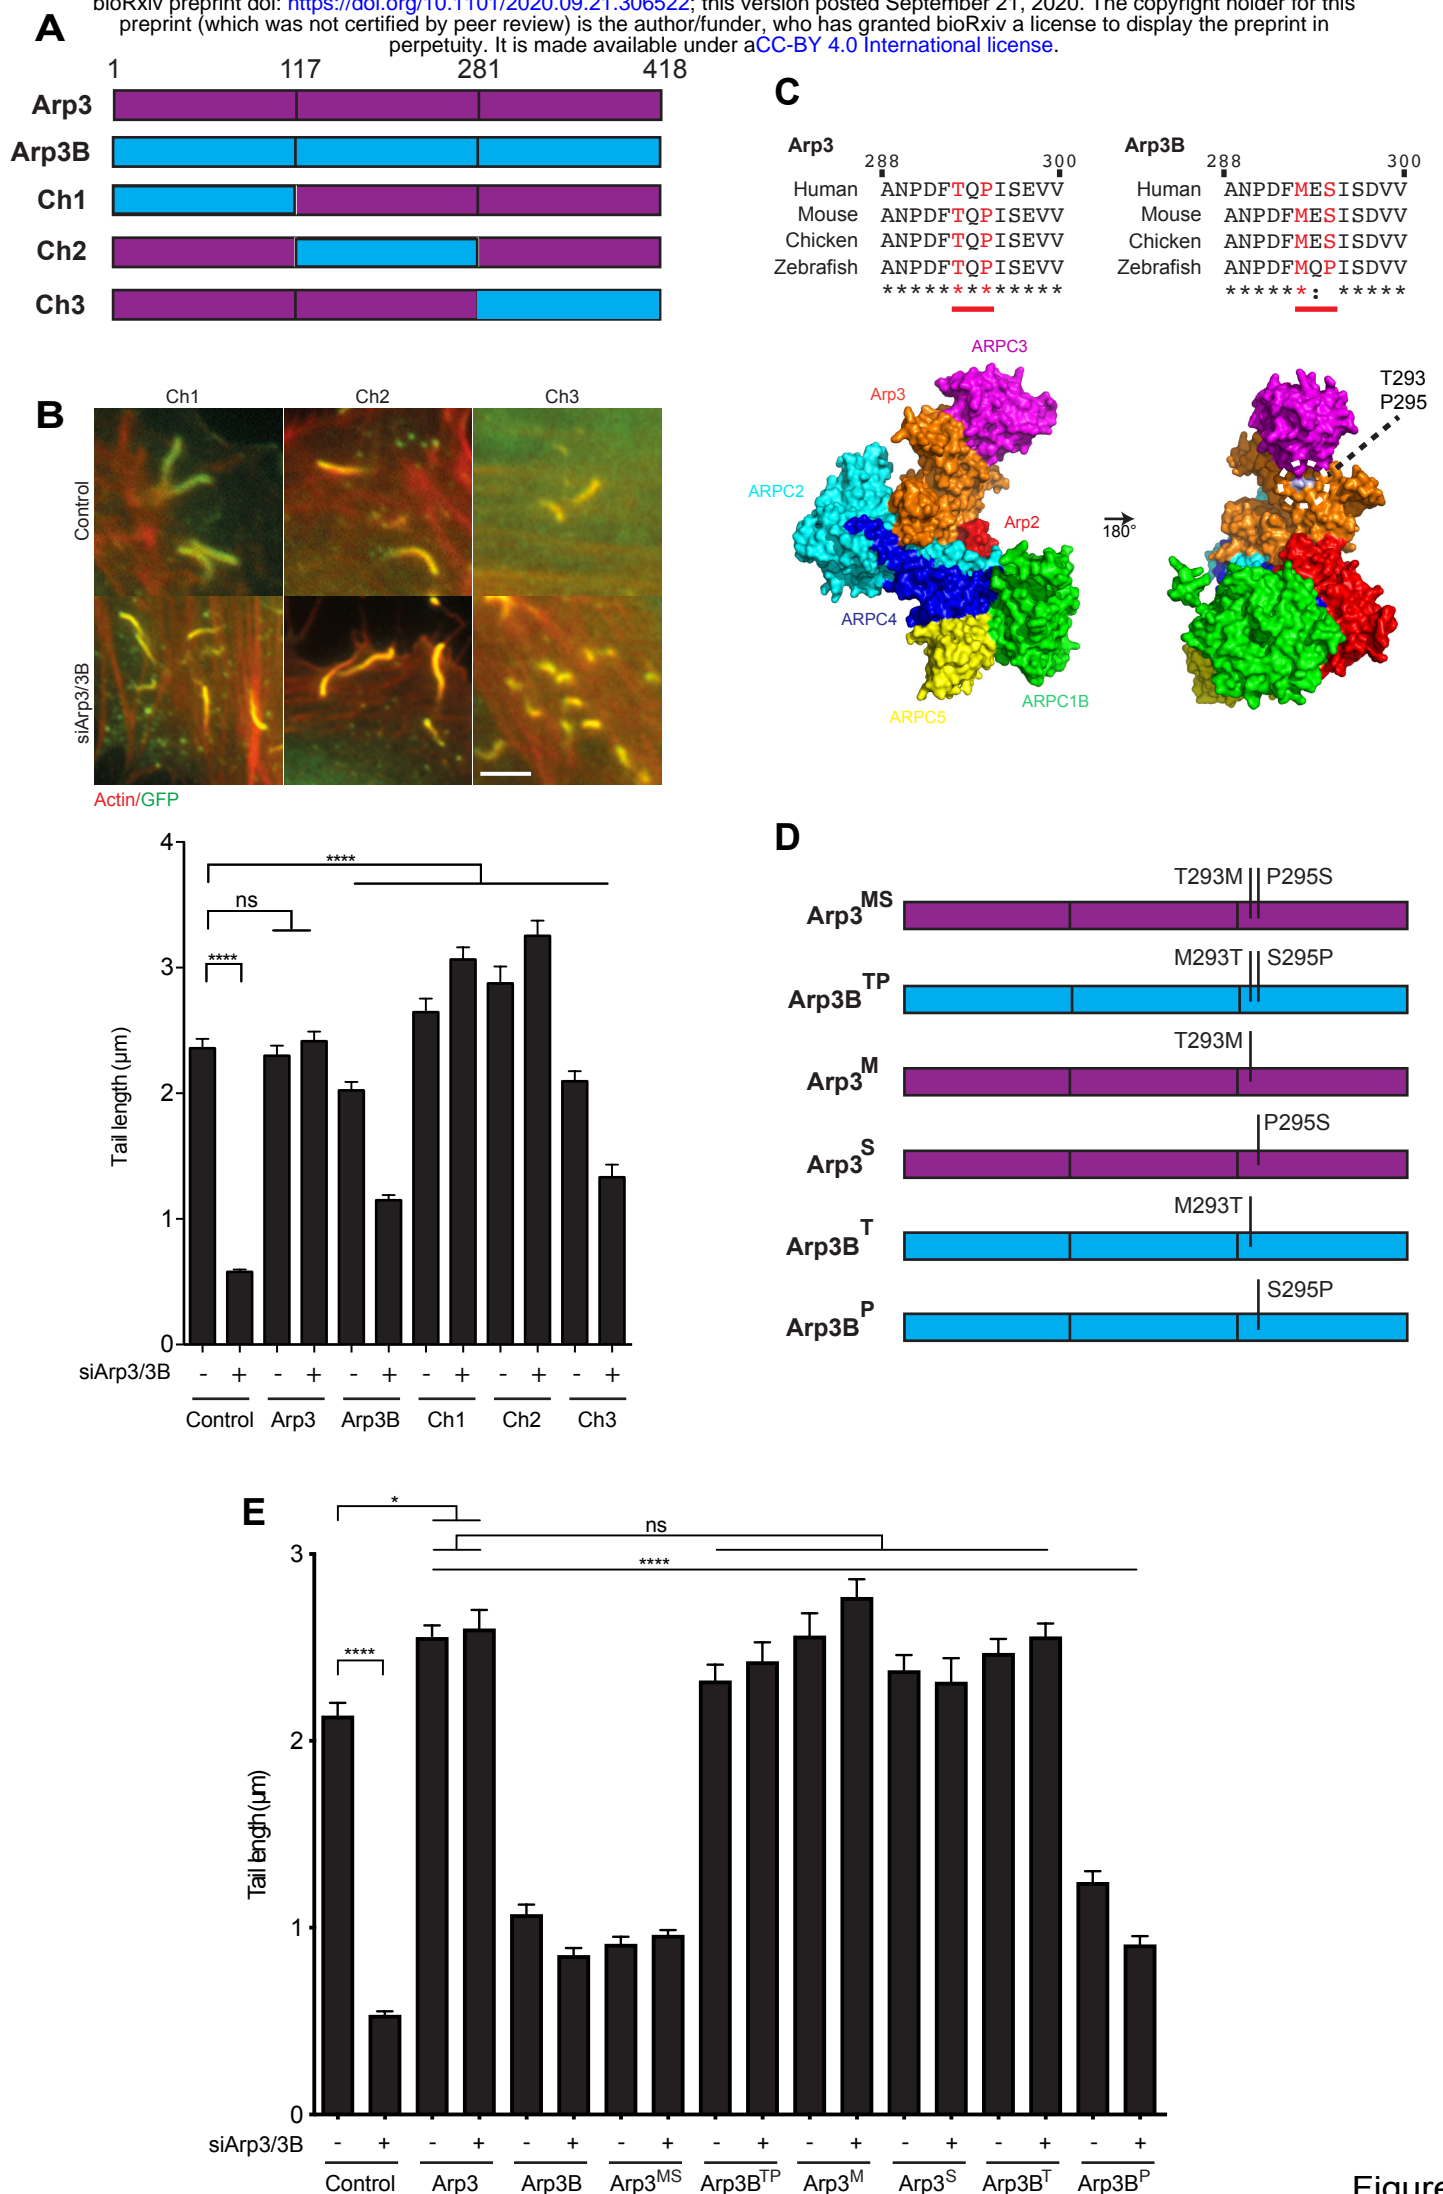 bioRxiv preprint doi: https://doi.org/10.1101/2020.09.21.306522; this version posted September 21, 2020. The copyright holder for this
preprint (which was not certified by peer review) is the author/funder, who has granted bioRxiv a license to display the preprint in
perpetuity. It is made available under aCC-BY 4.0 International license.
A
1 117 281 418
Arp3
Arp3B
Ch1
Ch2
Ch3
B
Ch1 Ch2 Ch3
Control
siArp3/3B
Actin/GFP
**** 
ns
****
Tail length (µm)
4
3
2
1
0
siArp3/3B - + - + - + - + - + - +
Control Arp3 Arp3B Ch1 Ch2 Ch3
C
Arp3
288 300
Human ANPDFTQPISEVV
Mouse ANPDFTQPISEVV
Chicken ANPDFTQPISEVV
Zebrafish ANPDFTQPISEVV
*************
Arp3B
288 300
Human ANPDFMESISDVV
Mouse ANPDFMESISDVV
Chicken ANPDFMESISDVV
Zebrafish ANPDFMQPISDVV
******: *****
ARPC3
Arp3
ARPC2
Arp2
ARPC4
ARPC5
ARPC1B
180°
T293
P295
D
Arp3MS T293M P295S
Arp3BTP M293T S295P
Arp3M T293M
Arp3S P295S
Arp3BT M293T
Arp3BP S295P
E
*
ns
****
****
Tail length (µm)
3
2
1
0
siArp3/3B - + - + - + - + - + - + - + - + - +
Control Arp3 Arp3B Arp3MS Arp3BTP Arp3M Arp3S Arp3BT Arp3BP
Figure